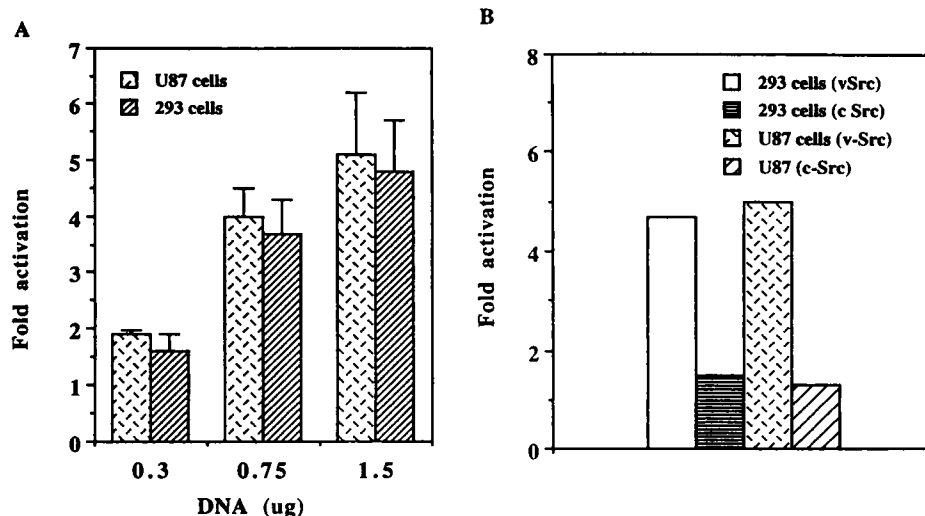 A
7
6
5
4
3
2
1
0
Fold activation
U87 cells
293 cells
0.3 0.75 1.5
DNA (ug)
B
8
6
4
2
0
Fold activation
293 cells (vSrc)
293 cells (c Src)
U87 cells (v-Src)
U87 (c-Src)